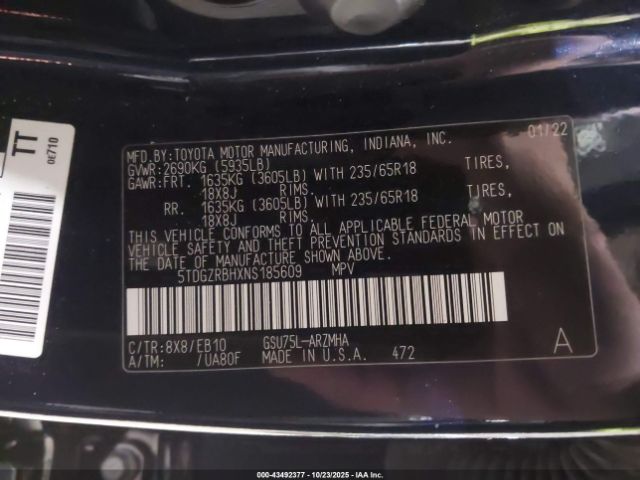 TT
0E710
MFD.BY:TOYOTA MOTOR MANUFACTURING, INDIANA, INC. 01/22
GVWR:2690KG (5935LB)
GAWR:FRT. 1635KG (3605LB) WITH 235/65R18 TIRES,
18X8J RIMS.
RR. 1635KG (3605LB) WITH 235/65R18 TIRES,
18X8J RIMS.
THIS VEHICLE CONFORMS TO ALL APPLICABLE FEDERAL MOTOR
VEHICLE SAFETY AND THEFT PREVENTION STANDARDS IN EFFECT ON
THE DATE OF MANUFACTURE SHOWN ABOVE.
5TDGZRBHXNS185609 MPV
C/TR:8X8/EB10 GSU75L-ARZMHA A
A/TM: /UA80F MADE IN U.S.A. 472
000-43492377 - 10/23/2025 - IAA Inc.